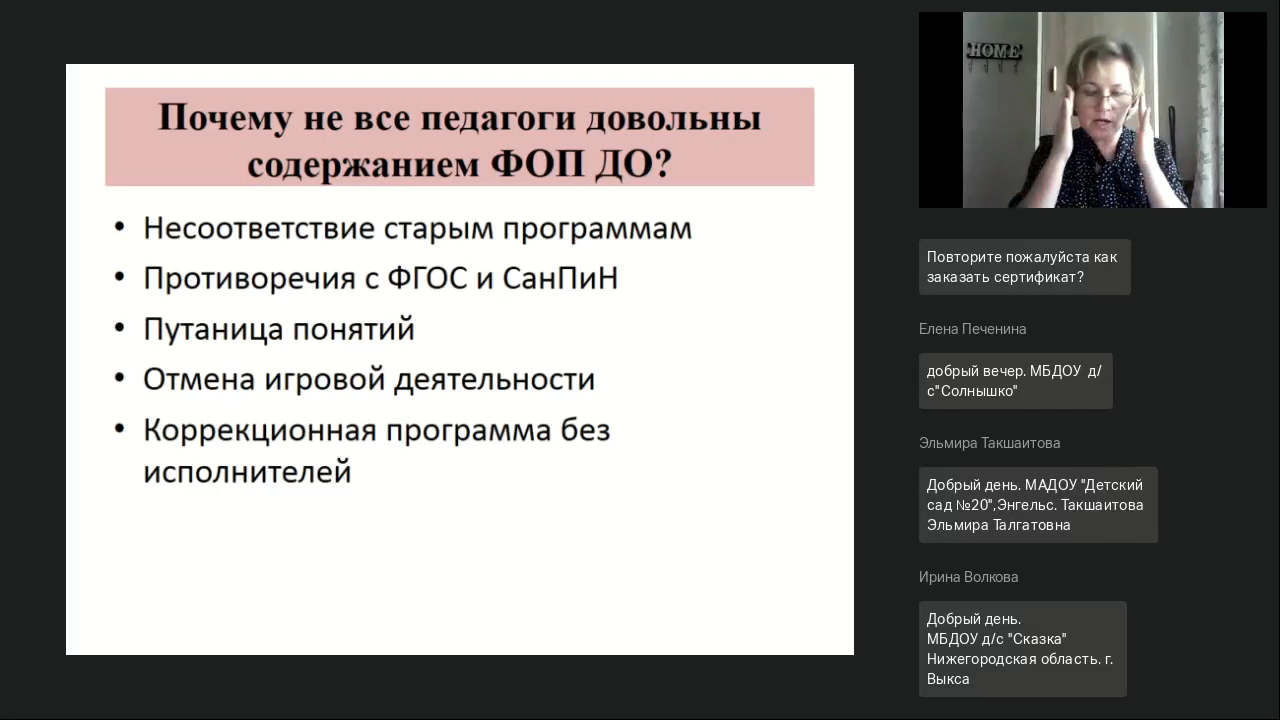 Почему не все педагоги довольны
содержанием ФОП ДО?
• Несоответствие старым программам
• Противоречия с ФГОС и СанПиН
• Путаница понятий
• Отмена игровой деятельности
• Коррекционная программа без
исполнителей
HOME
Повторите пожалуйста как
заказать сертификат?
Елена Печенина
добрый вечер. МБДОУ д/
с"Солнышко"
Эльмира Такшаитова
Добрый день. МАДОУ "Детский
сад №20",Энгельс. Такшаитова
Эльмира Талгатовна
Ирина Волкова
Добрый день.
МБДОУ д/с "Сказка"
Нижегородская область. г.
Выкса